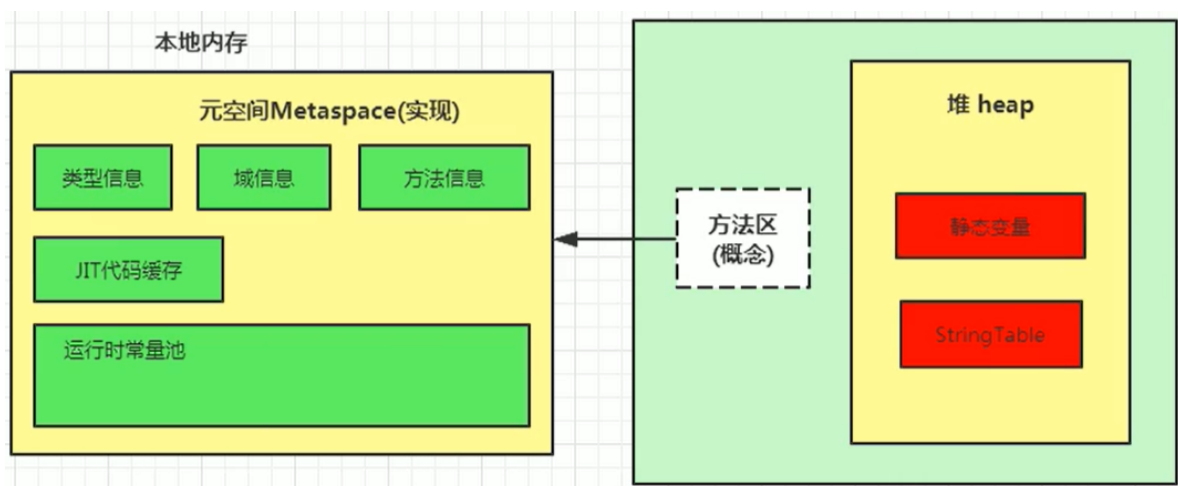 本地内存
元空间Metaspace(实现)
类型信息
域信息
方法信息
JIT代码缓存
运行时常量池
方法区
(概念)
堆 heap
静态变量
StringTable